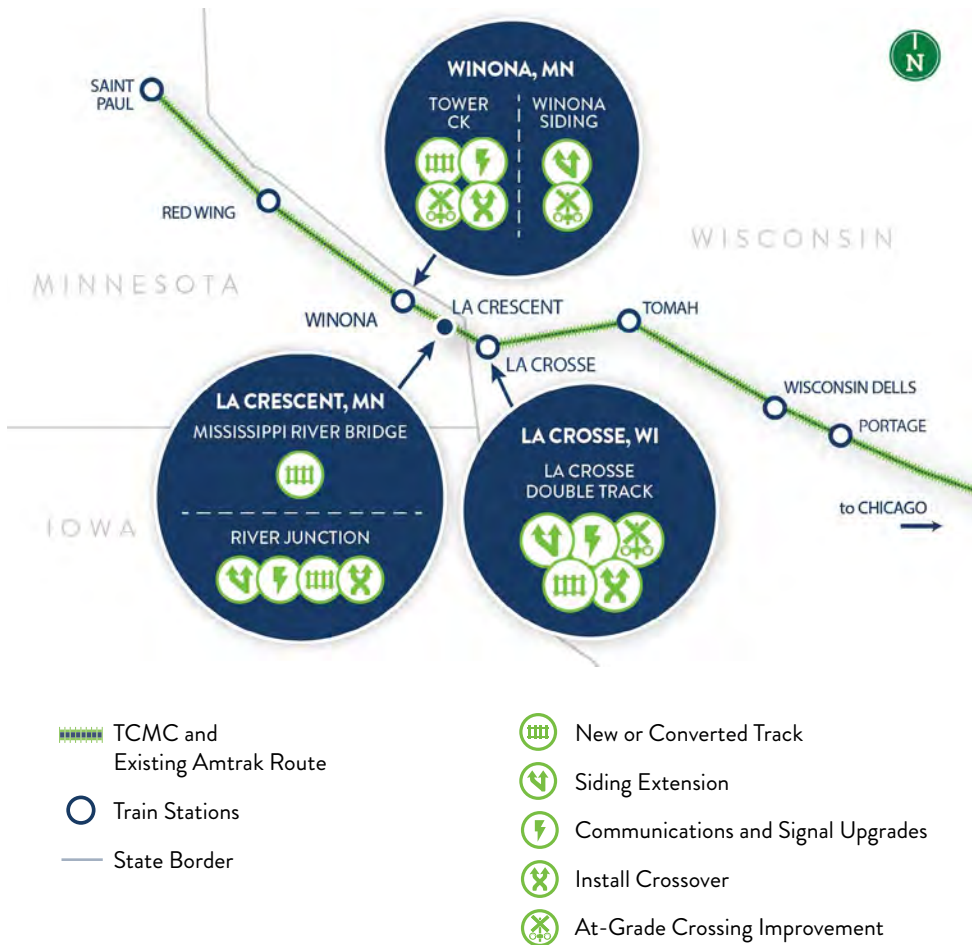 N
WINONA, MN
TOWER
CK
WINONA
SIDING
SAINT
PAUL
RED WING
WISCONSIN
MINNESOTA
WINONA
LA CRESCENT
TOMAH
LA CROSSE
WISCONSIN DELLS
PORTAGE
LA CRESCENT, MN
MISSISSIPPI RIVER BRIDGE
RIVER JUNCTION
LA CROSSE, WI
LA CROSSE
DOUBLE TRACK
to CHICAGO
IOWA
TCMC and
Existing Amtrak Route
Train Stations
State Border
New or Converted Track
Siding Extension
Communications and Signal Upgrades
Install Crossover
At-Grade Crossing Improvement